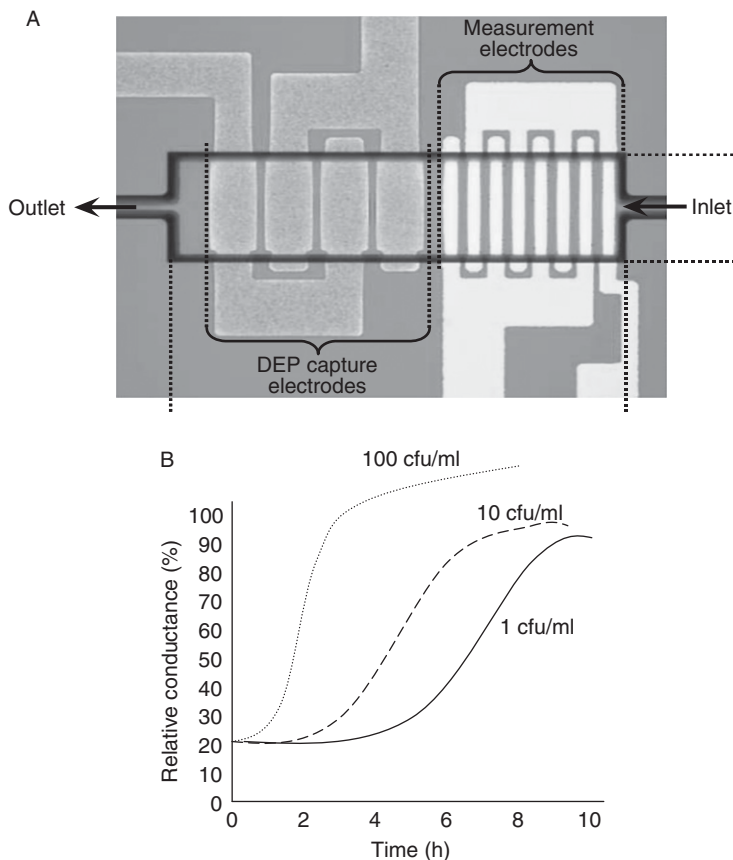 A
Measurement
electrodes
Outlet
Inlet
DEP capture
electrodes
B
100 cfu/ml
10 cfu/ml
1 cfu/ml
Relative conductance (%)
100
90
80
70
60
50
40
30
20
10
0
0 2 4 6 8 10
Time (h)